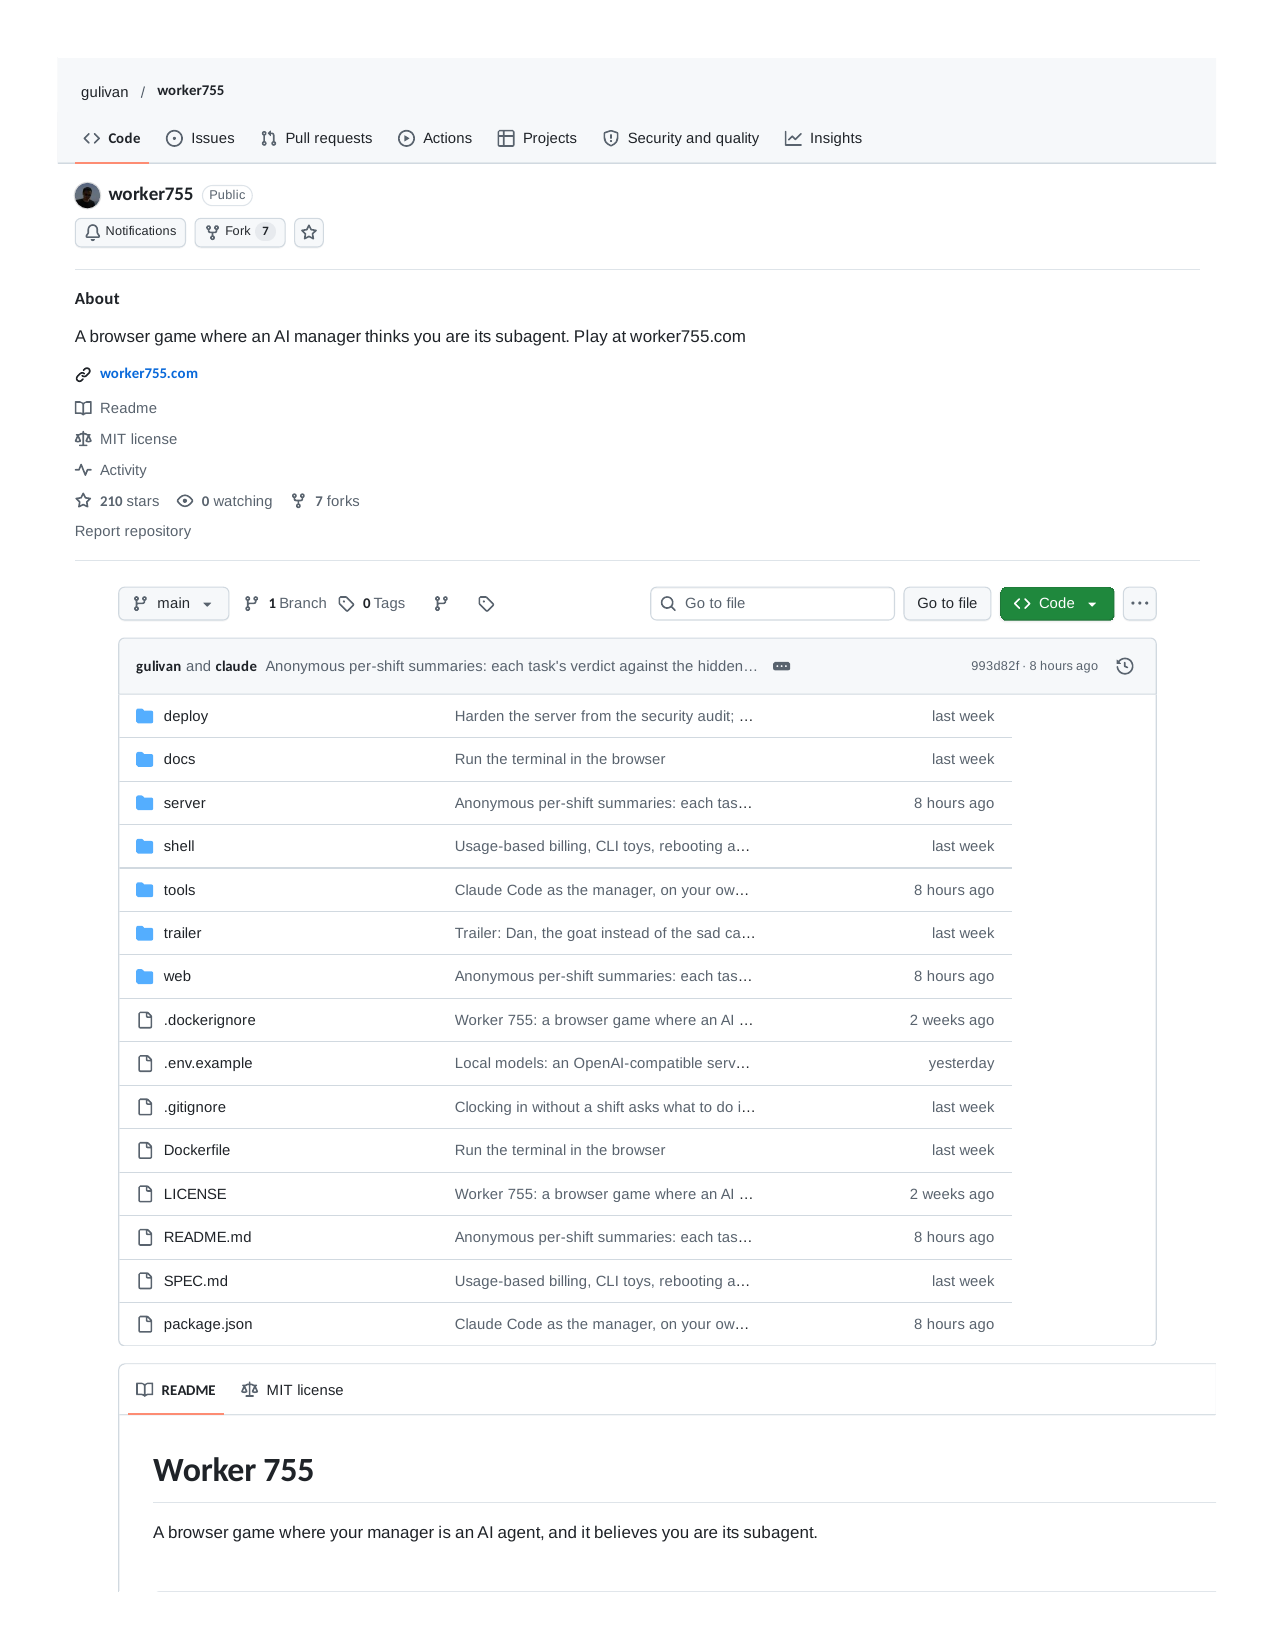 gulivan / worker755
Code Issues Pull requests Actions Projects Security and quality Insights
worker755 Public
Notifications Fork 7
About
A browser game where an AI manager thinks you are its subagent. Play at worker755.com
worker755.com
Readme
MIT license
Activity
210 stars 0 watching 7 forks
Report repository
main 1 Branch 0 Tags Go to file Go to file Code
gulivan and claude Anonymous per-shift summaries: each task's verdict against the hidden… 993d82f · 8 hours ago
deploy Harden the server from the security audit; … last week
docs Run the terminal in the browser last week
server Anonymous per-shift summaries: each tas… 8 hours ago
shell Usage-based billing, CLI toys, rebooting a… last week
tools Claude Code as the manager, on your ow… 8 hours ago
trailer Trailer: Dan, the goat instead of the sad ca… last week
web Anonymous per-shift summaries: each tas… 8 hours ago
.dockerignore Worker 755: a browser game where an AI … 2 weeks ago
.env.example Local models: an OpenAI-compatible serv… yesterday
.gitignore Clocking in without a shift asks what to do i… last week
Dockerfile Run the terminal in the browser last week
LICENSE Worker 755: a browser game where an AI … 2 weeks ago
README.md Anonymous per-shift summaries: each tas… 8 hours ago
SPEC.md Usage-based billing, CLI toys, rebooting a… last week
package.json Claude Code as the manager, on your ow… 8 hours ago
README MIT license
Worker 755
A browser game where your manager is an AI agent, and it believes you are its subagent.